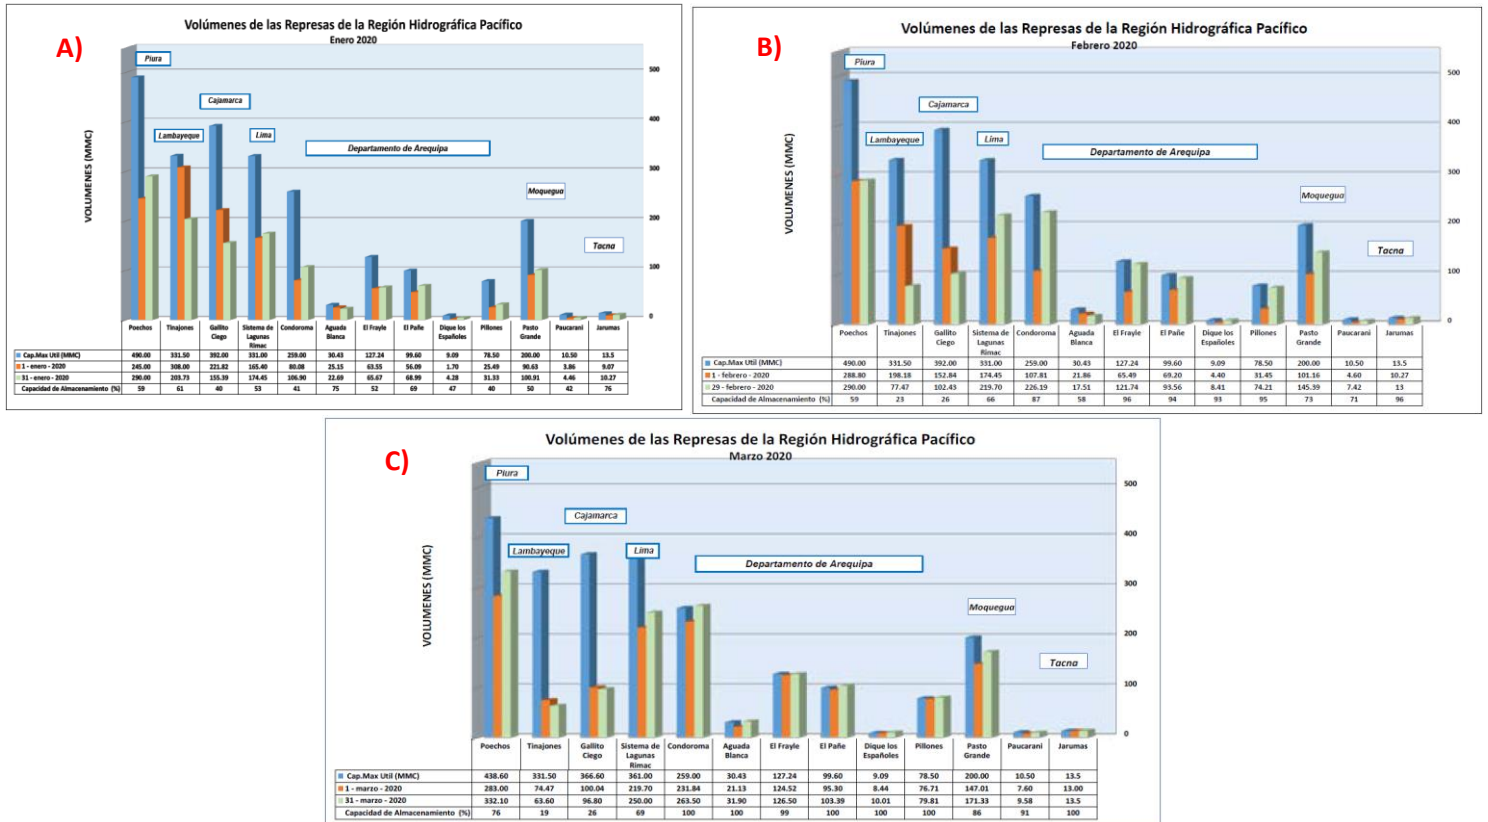 A)
Volúmenes de las Represas de la Región Hidrográfica Pacífico
Enero 2020
Piura
Lambayeque
Cajamarca
Lima
Departamento de Arequipa
Moquegua
Tacna
VOLUMENES (MMC)
500
400
300
200
100
0
Poechos Tinajones Gallito Ciego Sistema de Lagunas Rimac Condoroma Aguada Blanca El Frayle El Pañe Dique los Españoles Pillones Pasto Grande Paucarani Jarumas
Cap.Max Util (MMC) 490.00 331.50 392.00 331.00 259.00 30.43 127.24 99.60 9.09 78.50 200.00 10.50 13.5
1 - enero - 2020 245.00 308.00 221.82 165.40 80.08 25.15 63.55 56.09 1.70 25.49 90.63 3.86 9.07
31 - enero - 2020 290.00 203.73 155.39 174.45 106.90 22.69 65.67 68.99 4.28 31.33 100.91 4.46 10.27
Capacidad de Almacenamiento (%) 59 61 40 53 41 75 52 69 47 40 50 42 76
B)
Volúmenes de las Represas de la Región Hidrográfica Pacífico
Febrero 2020
Piura
Lambayeque
Cajamarca
Lima
Departamento de Arequipa
Moquegua
Tacna
VOLUMENES (MMC)
500
400
300
200
100
0
Poechos Tinajones Gallito Ciego Sistema de Lagunas Rimac Condoroma Aguada Blanca El Frayle El Pañe Dique los Españoles Pillones Pasto Grande Paucarani Jarumas
Cap.Max Util (MMC) 490.00 331.50 392.00 331.00 259.00 30.43 127.24 99.60 9.09 78.50 200.00 10.50 13.5
1 - febrero - 2020 288.80 198.18 152.84 174.45 107.81 21.86 65.49 69.20 4.40 31.45 101.16 4.60 10.27
29 - febrero - 2020 290.00 77.47 102.43 219.70 226.19 17.51 121.74 93.56 8.41 74.21 145.39 7.42 13
Capacidad de Almacenamiento (%) 59 23 26 66 87 58 96 94 93 95 73 71 96
C)
Volúmenes de las Represas de la Región Hidrográfica Pacífico
Marzo 2020
Piura
Lambayeque
Cajamarca
Lima
Departamento de Arequipa
Moquegua
Tacna
VOLUMENES (MMC)
500
400
300
200
100
0
Poechos Tinajones Gallito Ciego Sistema de Lagunas Rimac Condoroma Aguada Blanca El Frayle El Pañe Dique los Españoles Pillones Pasto Grande Paucarani Jarumas
Cap.Max Util (MMC) 438.60 331.50 366.60 361.00 259.00 30.43 127.24 99.60 9.09 78.50 200.00 10.50 13.5
1 - marzo - 2020 283.00 74.47 100.04 219.70 231.84 21.13 124.52 95.30 8.44 76.71 147.01 7.60 13.00
31 - marzo - 2020 332.10 63.60 96.80 250.00 263.50 31.90 126.50 103.39 10.01 79.81 171.33 9.58 13.5
Capacidad de Almacenamiento (%) 76 19 26 69 100 100 99 100 100 100 86 91 100